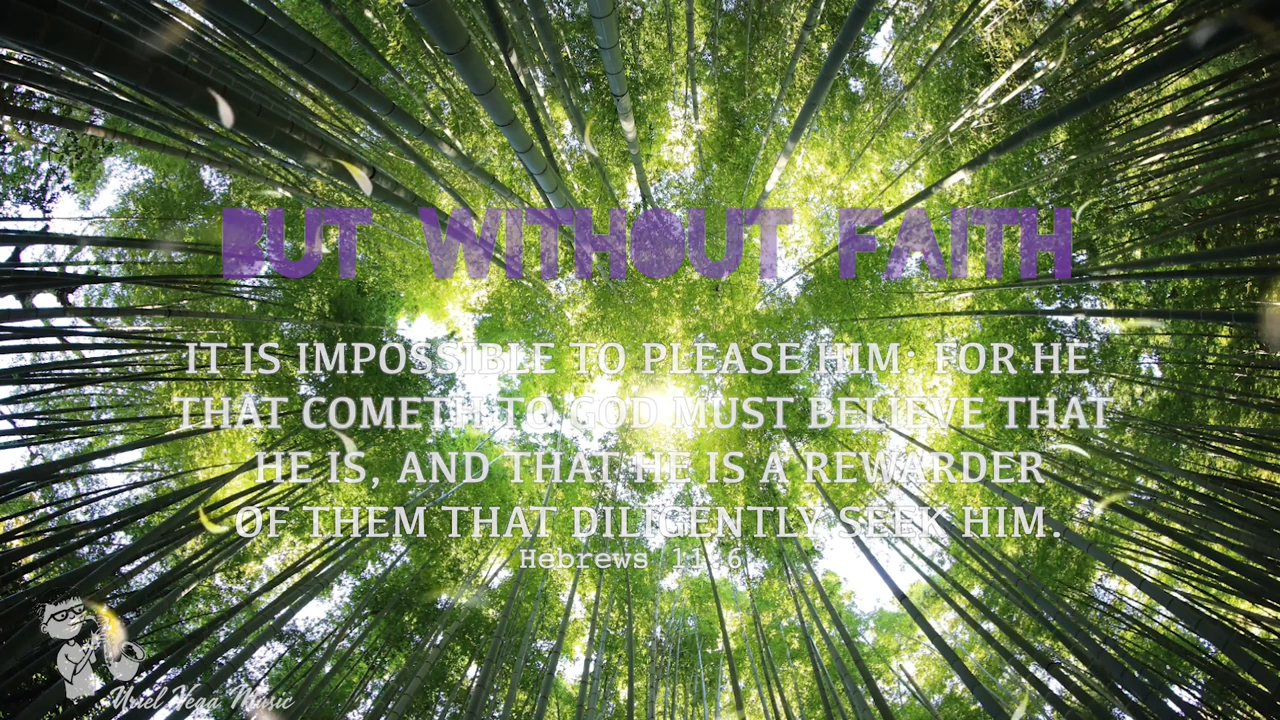 BUT WITHOUT FAITH
IT IS IMPOSSIBLE TO PLEASE HIM: FOR HE
THAT COMETH TO GOD MUST BELIEVE THAT
HE IS, AND THAT HE IS A REWARDER
OF THEM THAT DILIGENTLY SEEK HIM.
Hebrews 11:6
Uriel Vega Music